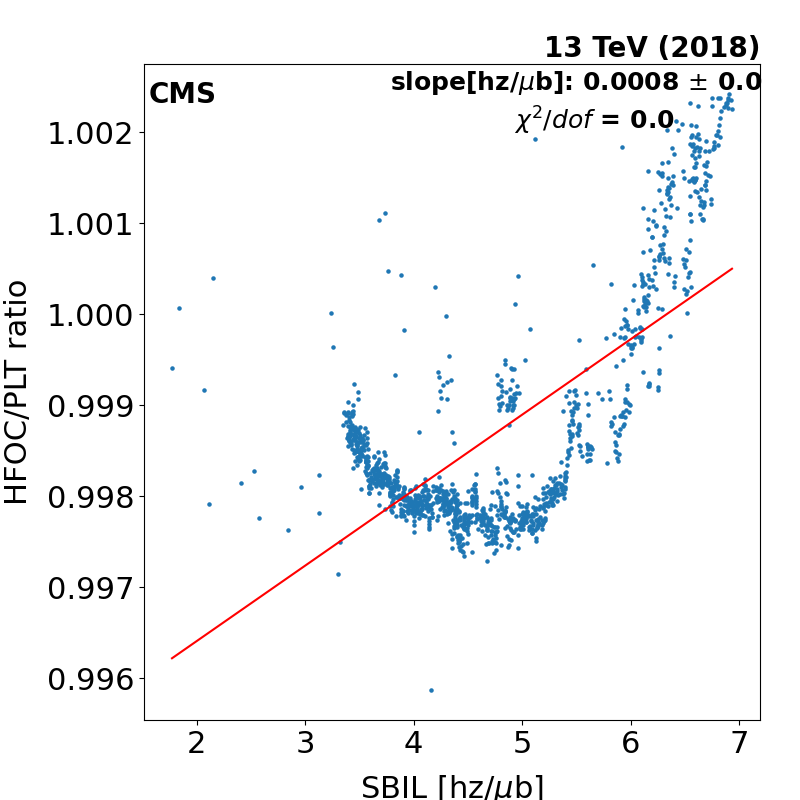 13 TeV (2018)
CMS
slope[hz/μb]: 0.0008 ± 0.0
χ²/dof = 0.0
HFOC/PLT ratio
1.002
1.001
1.000
0.999
0.998
0.997
0.996
2 3 4 5 6 7
SBIL [hz/μb]